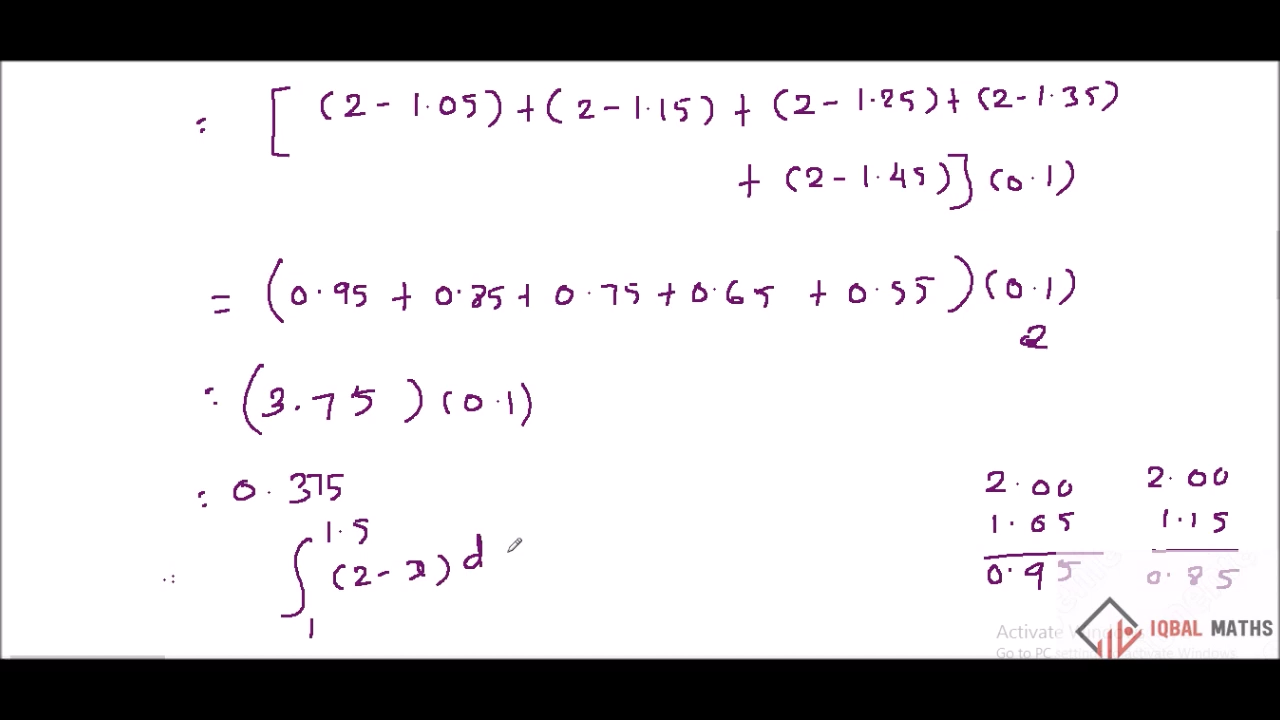 = [ (2 - 1.05) + (2 - 1.15) + (2 - 1.25) + (2 - 1.35)
+ (2 - 1.45) ] (0.1)
= (0.95 + 0.85 + 0.75 + 0.65 + 0.55) (0.1)
2
= (3.75) (0.1)
= 0.375
∴ ∫₁^1.5 (2 - x) d
2.00
1.05
0.95
2.00
1.15
0.85
Activate Windows
Go to PC settings to activate Windows.
IQBAL MATHS